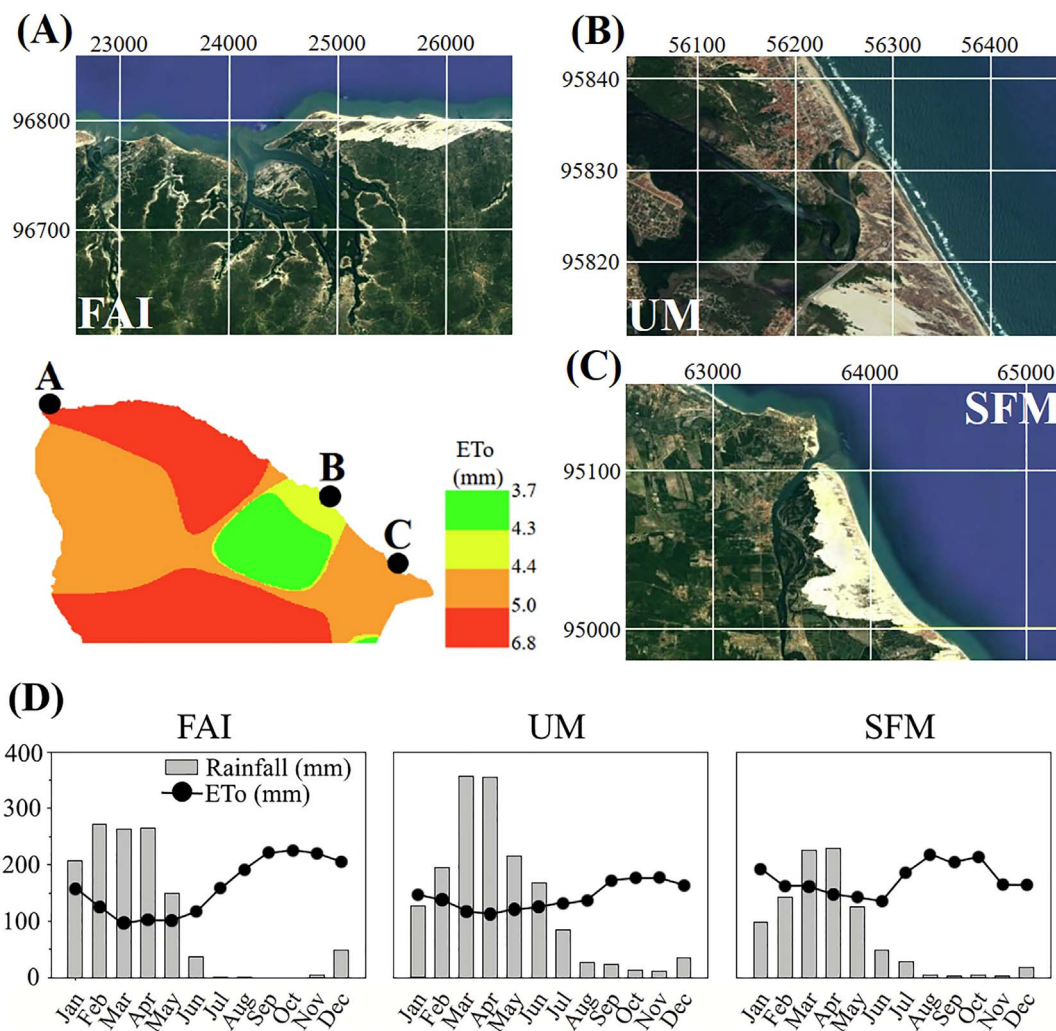 (A)
23000 24000 25000 26000
96800
96700
FAI
(B)
56100 56200 56300 56400
95840
95830
95820
UM
A
B
C
ETo
(mm)
3.7
4.3
4.4
5.0
6.8
(C)
63000 64000 65000
SFM
95100
95000
(D)
FAI UM SFM
400
300
200
100
0
Rainfall (mm)
ETo (mm)
Jan Feb Mar Apr May Jun Jul Aug Sep Oct Nov Dec
Jan Feb Mar Apr May Jun Jul Aug Sep Oct Nov Dec
Jan Feb Mar Apr May Jun Jul Aug Sep Oct Nov Dec